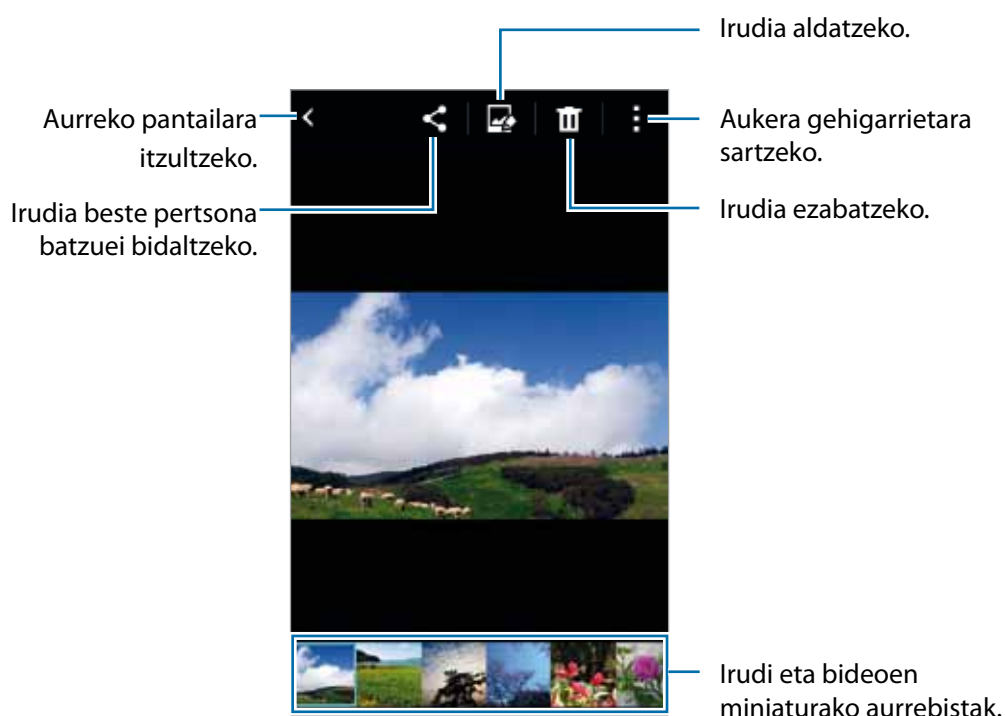 Irudia aldatzeko.
Aurreko pantailara
itzultzeko.
Aukera gehigarrietara
sartzeko.
Irudia beste pertsona
batzuei bidaltzeko.
Irudia ezabatzeko.
Irudi eta bideoen
miniaturako aurrebistak.